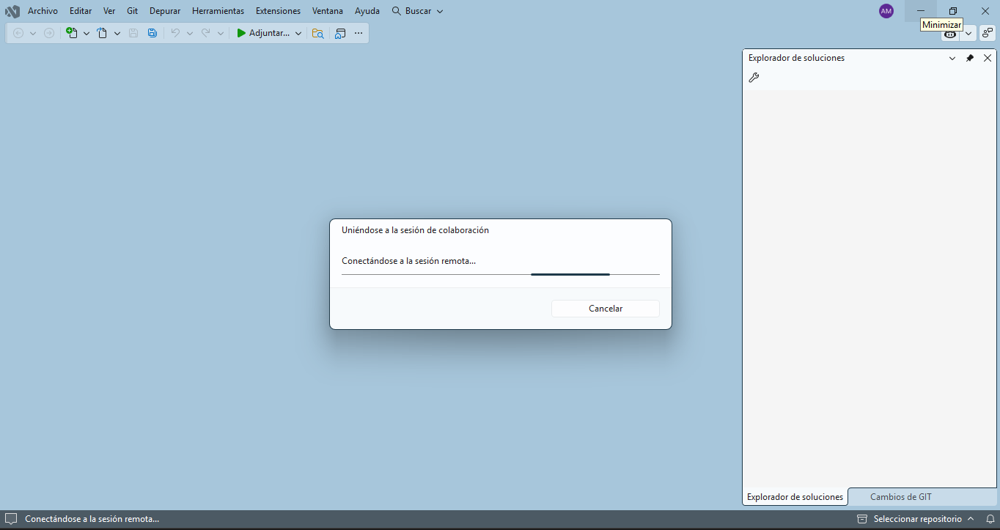 Archivo Editar Ver Git Depurar Herramientas Extensiones Ventana Ayuda Buscar AM
Minimizar
Adjuntar...
Explorador de soluciones
Uniéndose a la sesión de colaboración
Conectándose a la sesión remota...
Cancelar
Explorador de soluciones Cambios de GIT
Conectándose a la sesión remota... Seleccionar repositorio